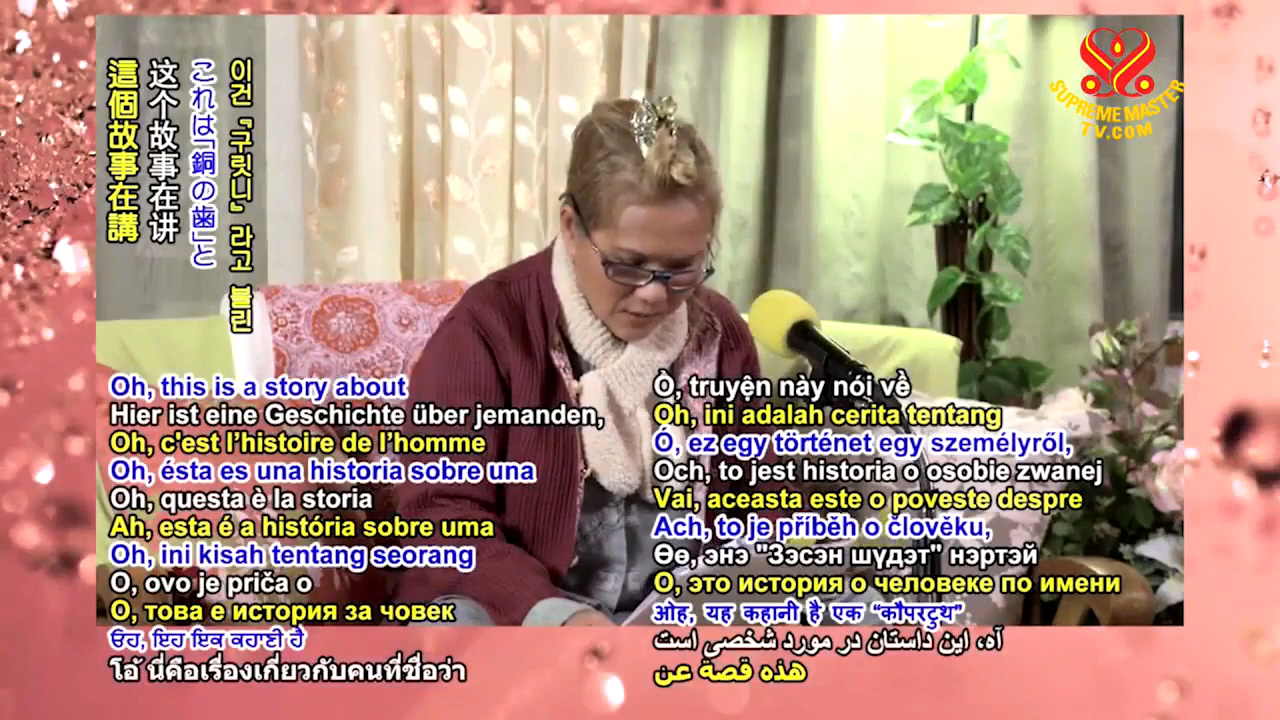 這個故事在講
这个故事在讲
これは「銅の歯」と
이건 『구릿니』 라고 불린
SUPREME MASTER
TV.COM
Oh, this is a story about
Hier ist eine Geschichte über jemanden,
Oh, c'est l’histoire de l’homme
Oh, ésta es una historia sobre una
Oh, questa è la storia
Ah, esta é a história sobre uma
Oh, ini kisah tentang seorang
O, ovo je priča o
О, това е история за човек
ਓਹ, ਇਹ ਇਕ ਕਹਾਣੀ ਹੈ
โอ้ นี่คือเรื่องเกี่ยวกับคนที่ชื่อว่า
Ồ, truyện này nói về
Oh, ini adalah cerita tentang
Ó, ez egy történet egy személyről,
Och, to jest historia o osobie zwanej
Vai, aceasta este o poveste despre
Ach, to je příběh o člověku,
Өө, энэ "Зэсэн шүдэт" нэртэй
О, это история о человеке по имени
ओह, यह कहानी है एक “कौपरटुथ”
آه، این داستان در مورد شخصی است
هذه قصة عن